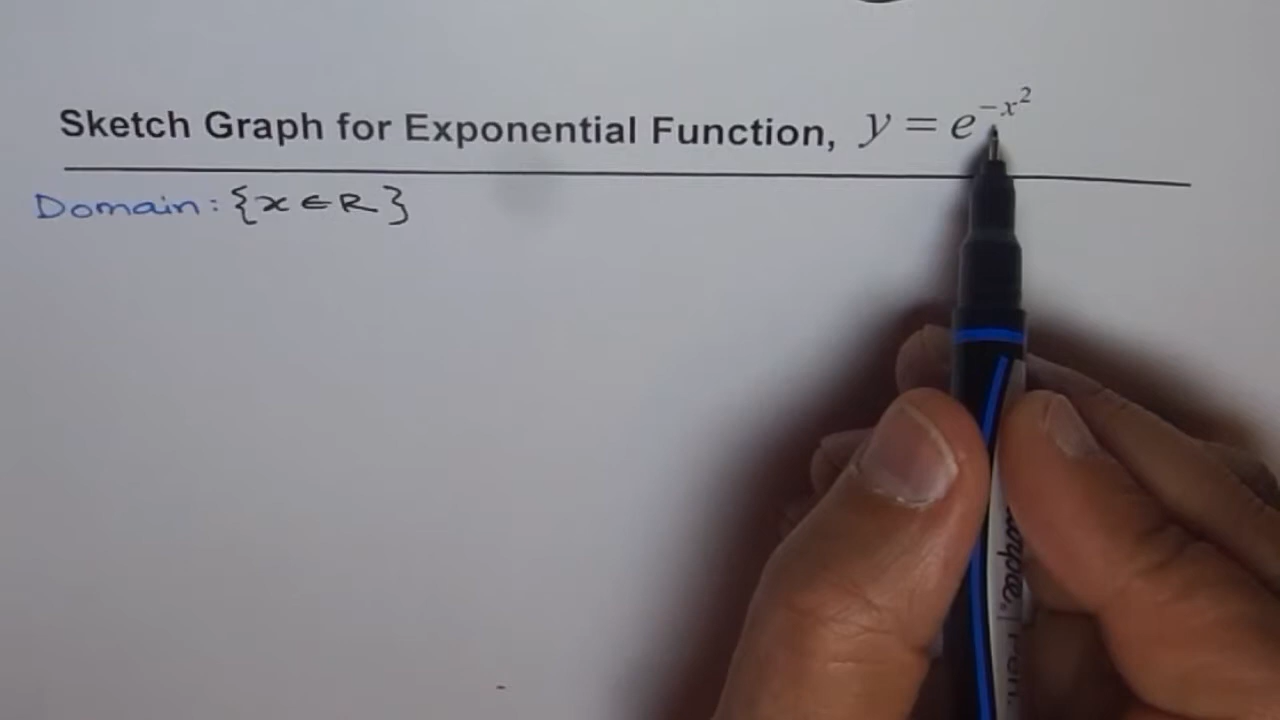 Sketch Graph for Exponential Function, y = e^{-x^2}
Domain: {x ∈ R}